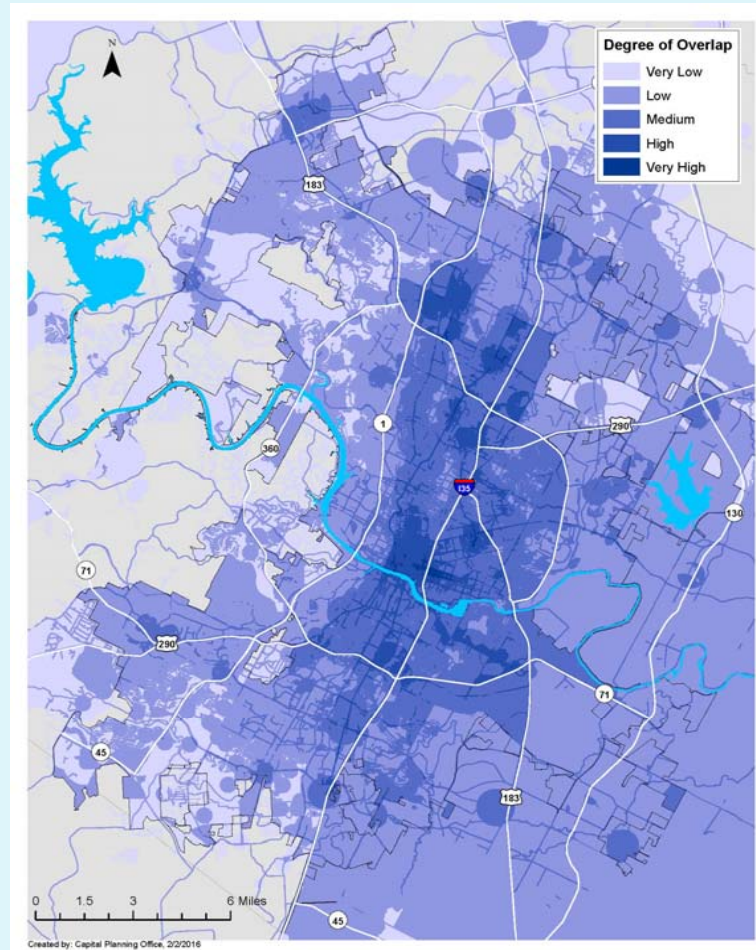 N
Degree of Overlap
Very Low
Low
Medium
High
Very High
183
1
290
360
I35
130
71
290
71
45
183
0 1.5 3 6 Miles
45
Created by: Capital Planning Office, 2/2/2016